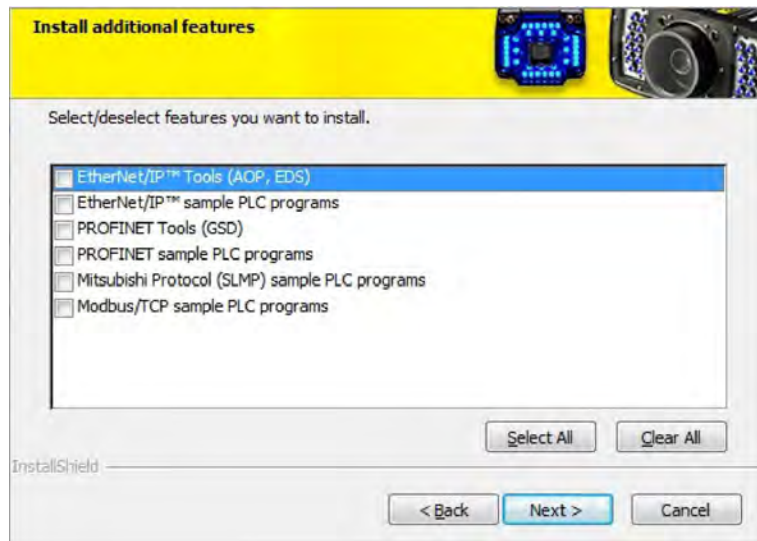 Install additional features
Select/deselect features you want to install.
EtherNet/IP™ Tools (AOP, EDS)
EtherNet/IP™ sample PLC programs
PROFINET Tools (GSD)
PROFINET sample PLC programs
Mitsubishi Protocol (SLMP) sample PLC programs
Modbus/TCP sample PLC programs
Select All
Clear All
InstallShield
< Back
Next >
Cancel